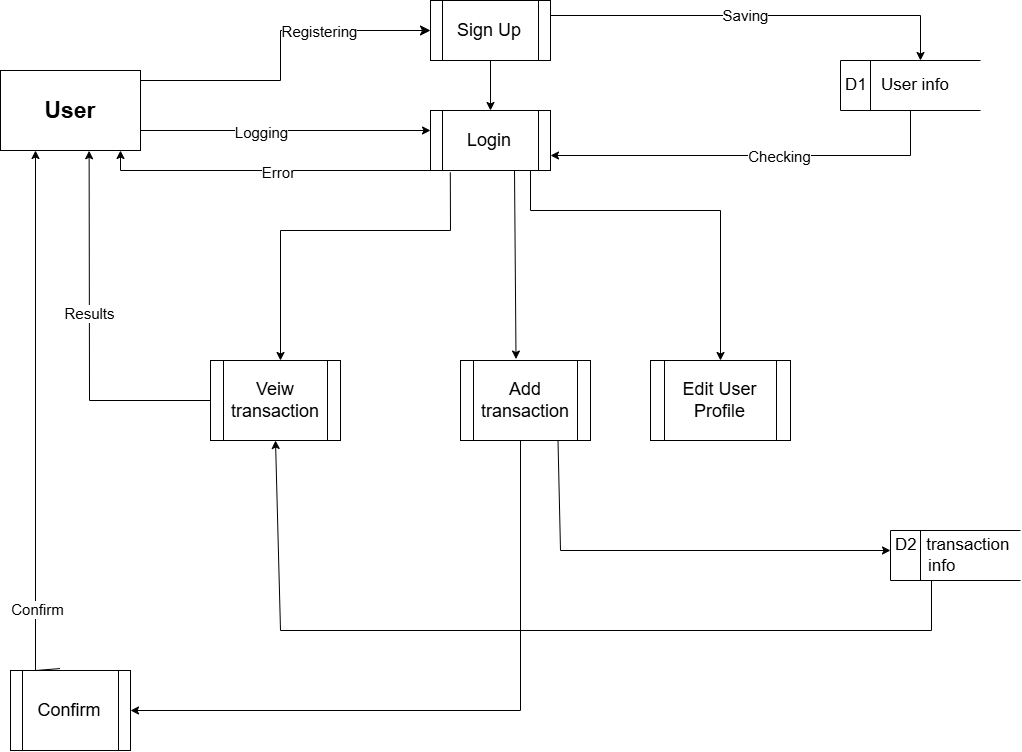 Sign Up
Saving
Registering
User
D1 User info
Logging
Login
Checking
Error
Results
Veiw
transaction
Add
transaction
Edit User
Profile
D2 transaction
info
Confirm
Confirm